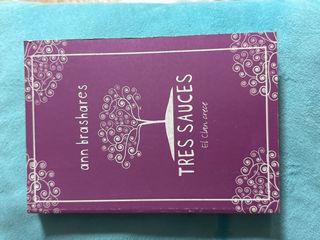 ann brashares
TRES SAUCES
El clan crece